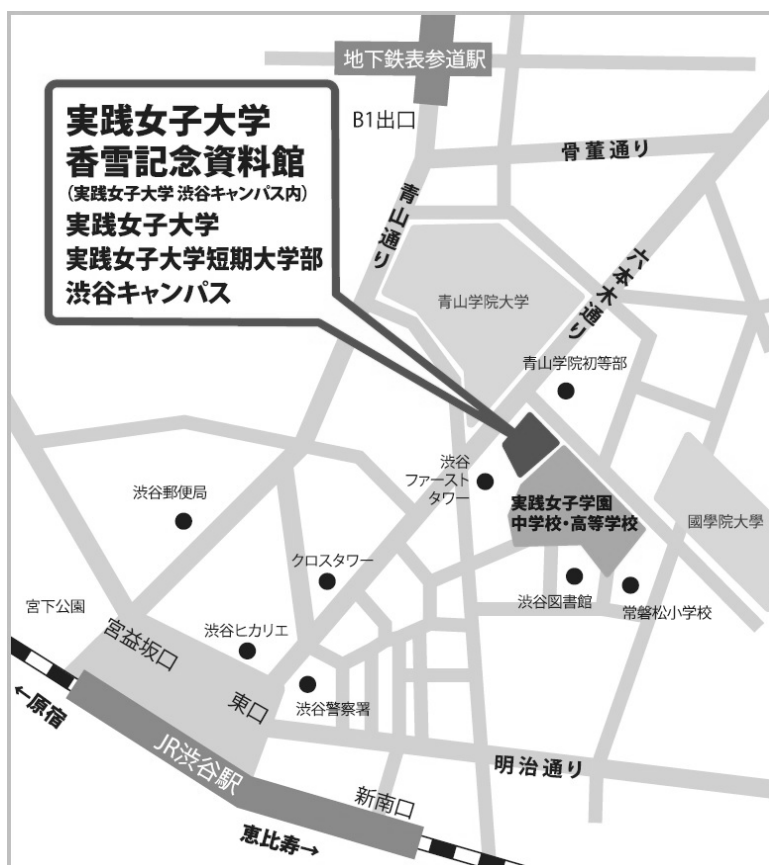 地下鉄表参道駅
B1出口
実践女子大学
香雪記念資料館
(実践女子大学 渋谷キャンパス内)
実践女子大学
実践女子大学短期大学部
渋谷キャンパス
骨董通り
青山通り
六本木通り
青山学院大学
青山学院初等部
渋谷
ファースト
タワー
実践女子学園
中学校・高等学校
國學院大學
渋谷郵便局
クロスタワー
渋谷図書館
常磐松小学校
宮下公園
宮益坂口
渋谷ヒカリエ
東口
渋谷警察署
←原宿
JR渋谷駅
明治通り
新南口
恵比寿→